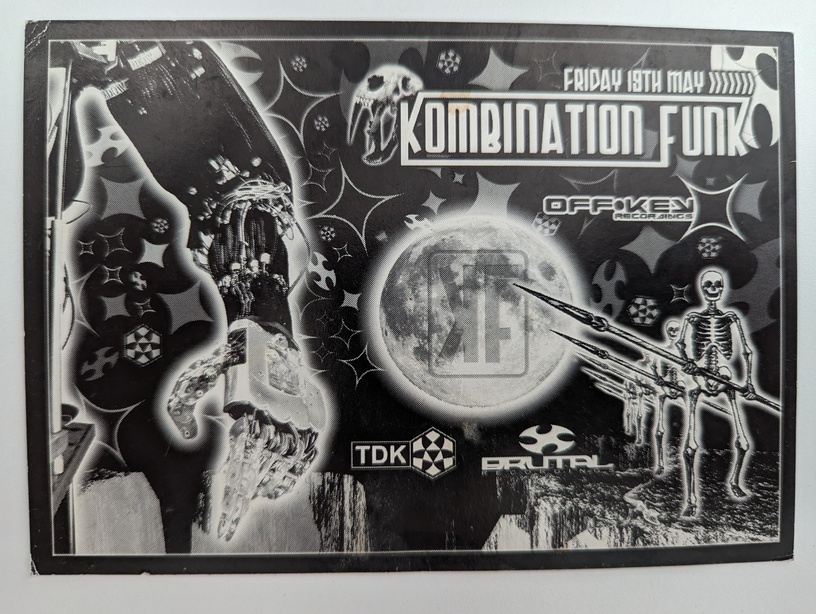 FRIDAY 19TH MAY
KOMBINATION FUNK
OFF·KEY
RECORDINGS
KF
TDK
BRUTAL